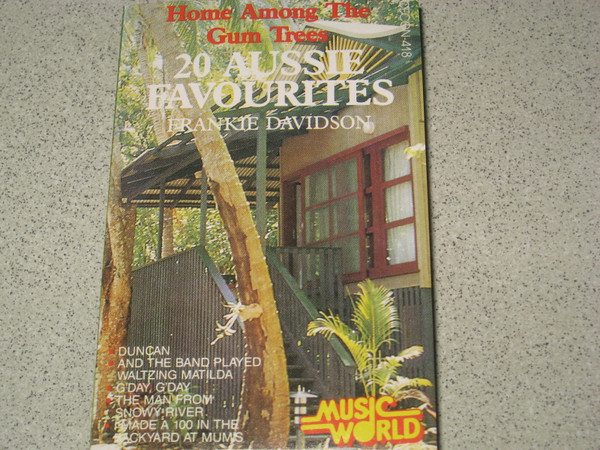 Home Among The
Gum Trees
20 AUSSIE
FAVOURITES
FRANKIE DAVIDSON
DUNCAN
AND THE BAND PLAYED
WALTZING MATILDA
G'DAY, G'DAY
THE MAN FROM
SNOWY RIVER
I MADE A 100 IN THE
BACKYARD AT MUM'S
MUSIC
WORLD